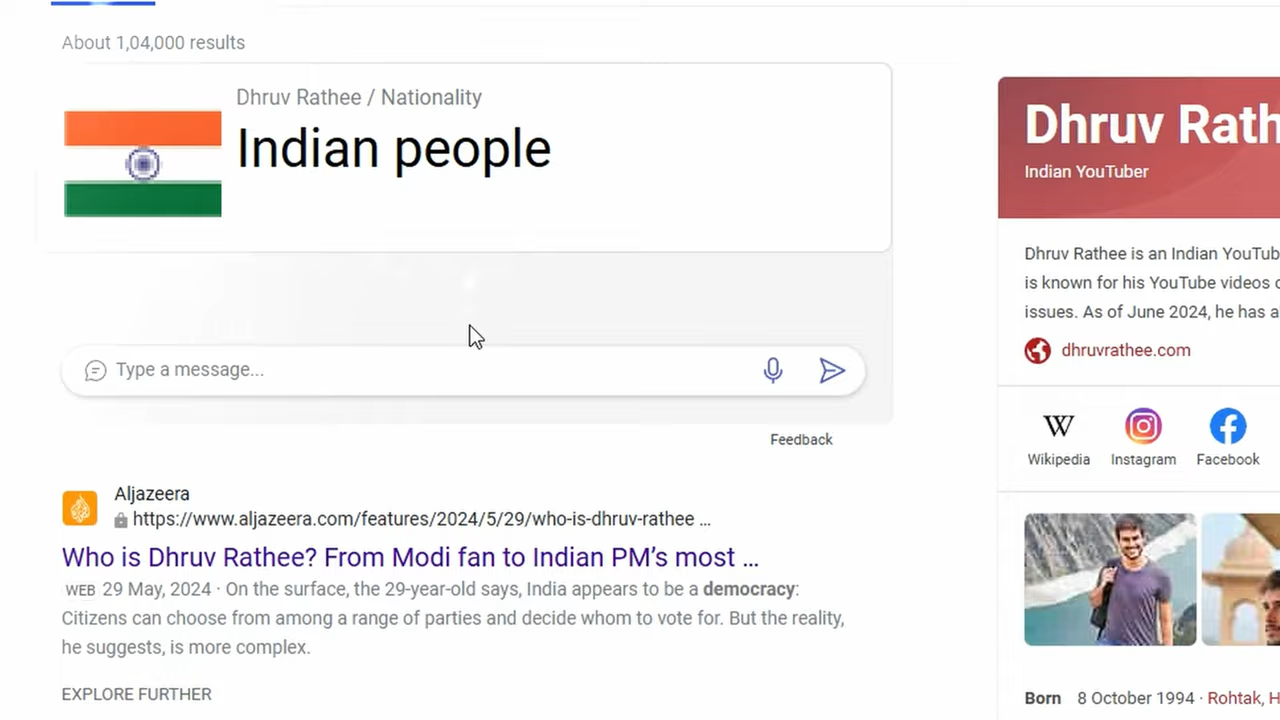 About 1,04,000 results
Dhruv Rathee / Nationality
Indian people
Type a message...
Feedback
Aljazeera
https://www.aljazeera.com/features/2024/5/29/who-is-dhruv-rathee ...
Who is Dhruv Rathee? From Modi fan to Indian PM’s most ...
WEB 29 May, 2024 · On the surface, the 29-year-old says, India appears to be a democracy:
Citizens can choose from among a range of parties and decide whom to vote for. But the reality,
he suggests, is more complex.
EXPLORE FURTHER
Dhruv Rath
Indian YouTuber
Dhruv Rathee is an Indian YouTub
is known for his YouTube videos
issues. As of June 2024, he has a
dhruvrathee.com
W
Wikipedia Instagram Facebook
Born 8 October 1994 · Rohtak, H